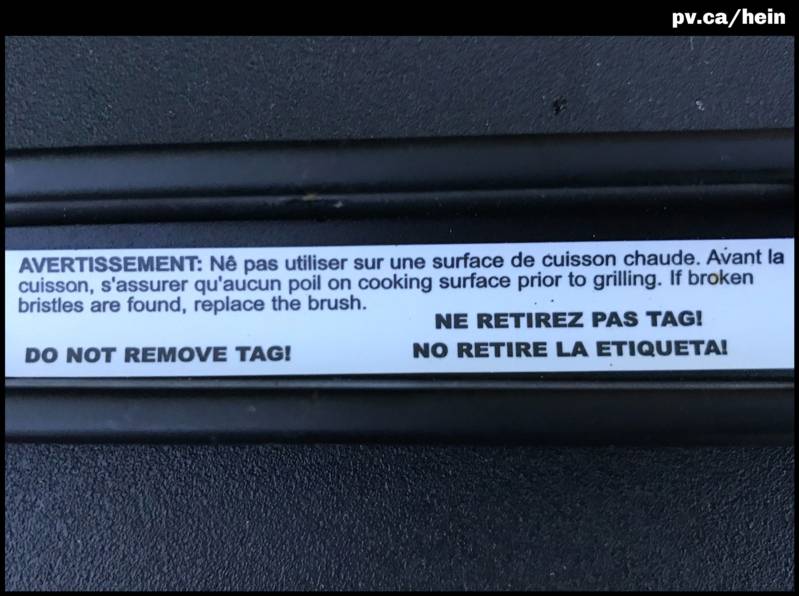 pv.ca/hein
AVERTISSEMENT: Nê pas utiliser sur une surface de cuisson chaude. Avant la
cuisson, s'assurer qu'aucun poil on cooking surface prior to grilling. If broken
bristles are found, replace the brush.
NE RETIREZ PAS TAG!
DO NOT REMOVE TAG!
NO RETIRE LA ETIQUETA!